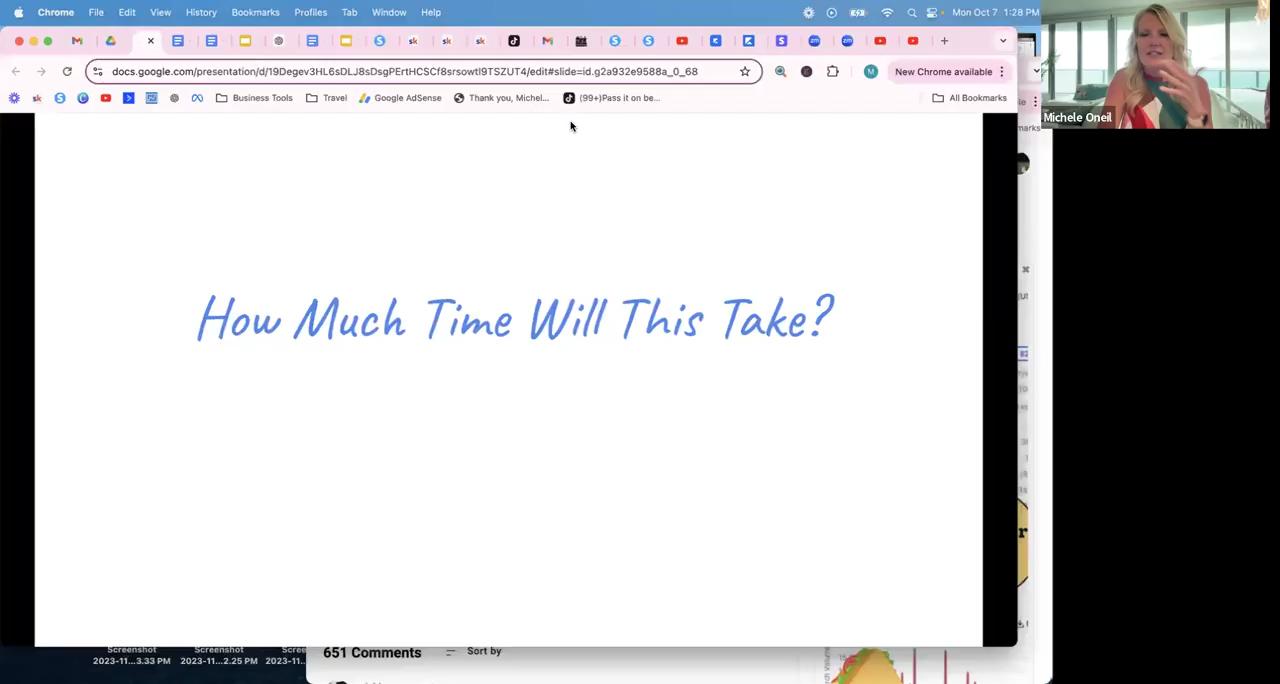 Chrome File Edit View History Bookmarks Profiles Tab Window Help Mon Oct 7 1:28 PM
docs.google.com/presentation/d/19Degev3HL6sDLJ8sDsgPErtHCSCf8srsowtI9TSZUT4/edit#slide=id.g2a932e9588a_0_68 New Chrome available
Business Tools Travel Google AdSense Thank you, Michel... (99+)Pass it on be... All Bookmarks
Michele Oneil
How Much Time Will This Take?
Screenshot Screenshot
2023-11...3.33 PM 2023-11...2.25 PM 2023-11...
651 Comments Sort by